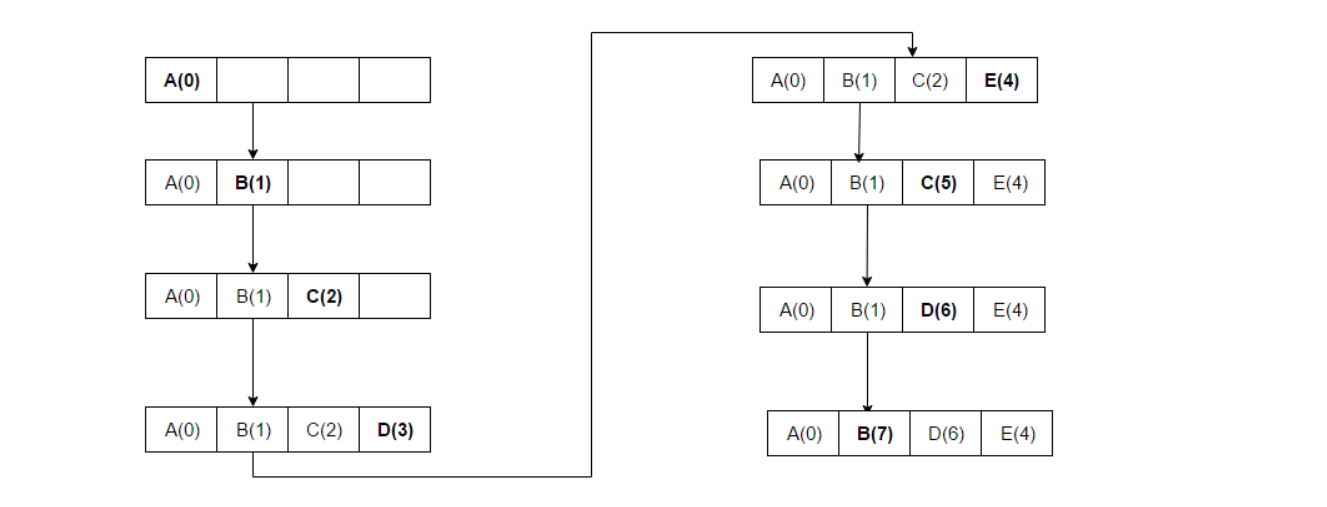 A(0)
A(0) B(1)
A(0) B(1) C(2)
A(0) B(1) C(2) D(3)
A(0) B(1) C(2) E(4)
A(0) B(1) C(5) E(4)
A(0) B(1) D(6) E(4)
A(0) B(7) D(6) E(4)